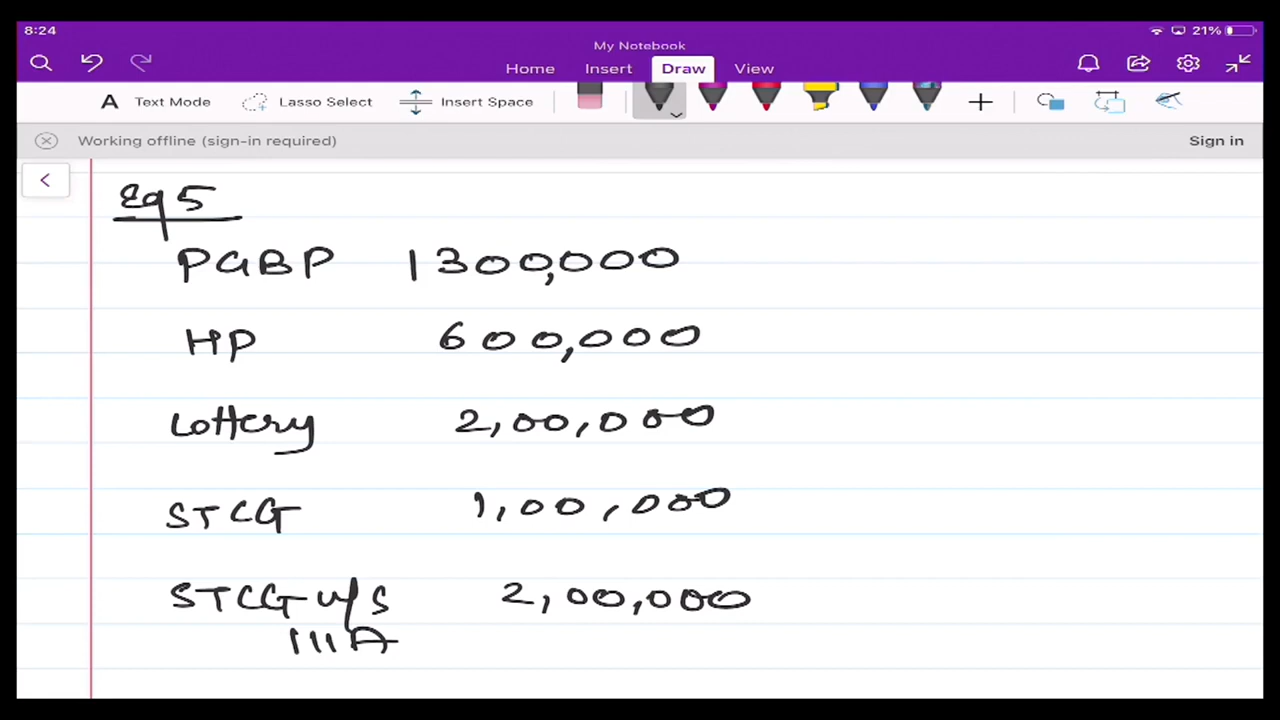 8:24
21%
My Notebook
Home Insert Draw View
A Text Mode Lasso Select Insert Space
Working offline (sign-in required) Sign in
Eg 5
PGBP 1300,000
HP 600,000
Lottery 2,00,000
STCG 1,00,000
STCG u/s 2,00,000
111A